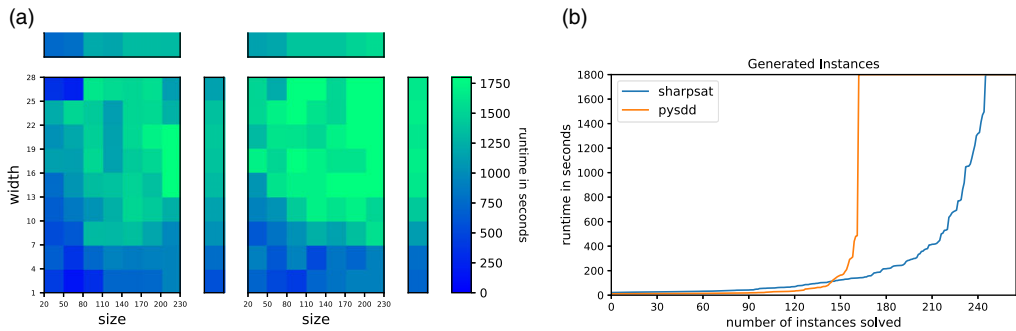 (a)
(b)
Generated Instances
sharpsat
pysdd
28
25
22
19
16
13
10
7
4
1
width
20 50 80 110 140 170 200 230
size
20 50 80 110 140 170 200 230
size
1750
1500
1250
1000
750
500
250
0
runtime in seconds
1800
1600
1400
1200
1000
800
600
400
200
0
runtime in seconds
0 30 60 90 120 150 180 210 240
number of instances solved